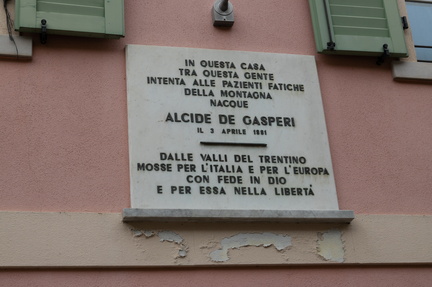 IN QUESTA CASA
TRA QUESTA GENTE
INTENTA ALLE PAZIENTI FATICHE
DELLA MONTAGNA
NACQUE
ALCIDE DE GASPERI
IL 3 APRILE 1881
DALLE VALLI DEL TRENTINO
MOSSE PER L'ITALIA E PER L'EUROPA
CON FEDE IN DIO
E PER ESSA NELLA LIBERTÀ